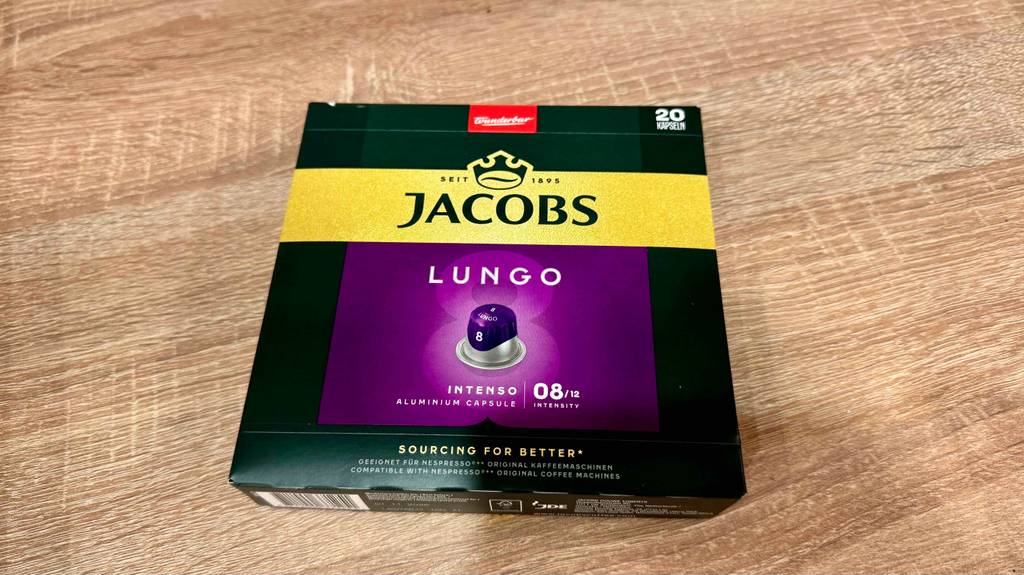 Wunderbar
20
KAPSELN
SEIT 1895
JACOBS
LUNGO
8
LUNGO
8
INTENSO
ALUMINIUM CAPSULE
08/12
INTENSITY
SOURCING FOR BETTER*
GEEIGNET FÜR NESPRESSO®** ORIGINAL KAFFEEMASCHINEN
COMPATIBLE WITH NESPRESSO®** ORIGINAL COFFEE MACHINES
JDE